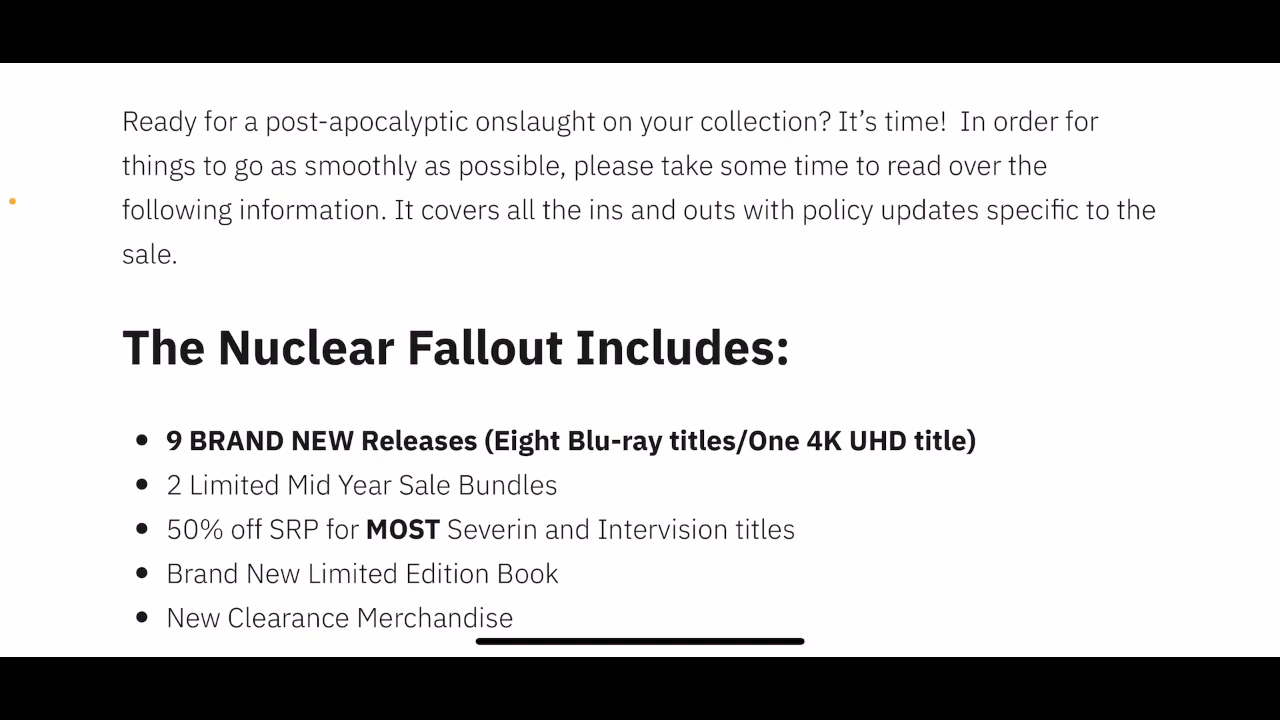 Ready for a post-apocalyptic onslaught on your collection? It’s time!  In order for
things to go as smoothly as possible, please take some time to read over the
following information. It covers all the ins and outs with policy updates specific to the
sale.
The Nuclear Fallout Includes:
• 9 BRAND NEW Releases (Eight Blu-ray titles/One 4K UHD title)
• 2 Limited Mid Year Sale Bundles
• 50% off SRP for MOST Severin and Intervision titles
• Brand New Limited Edition Book
• New Clearance Merchandise